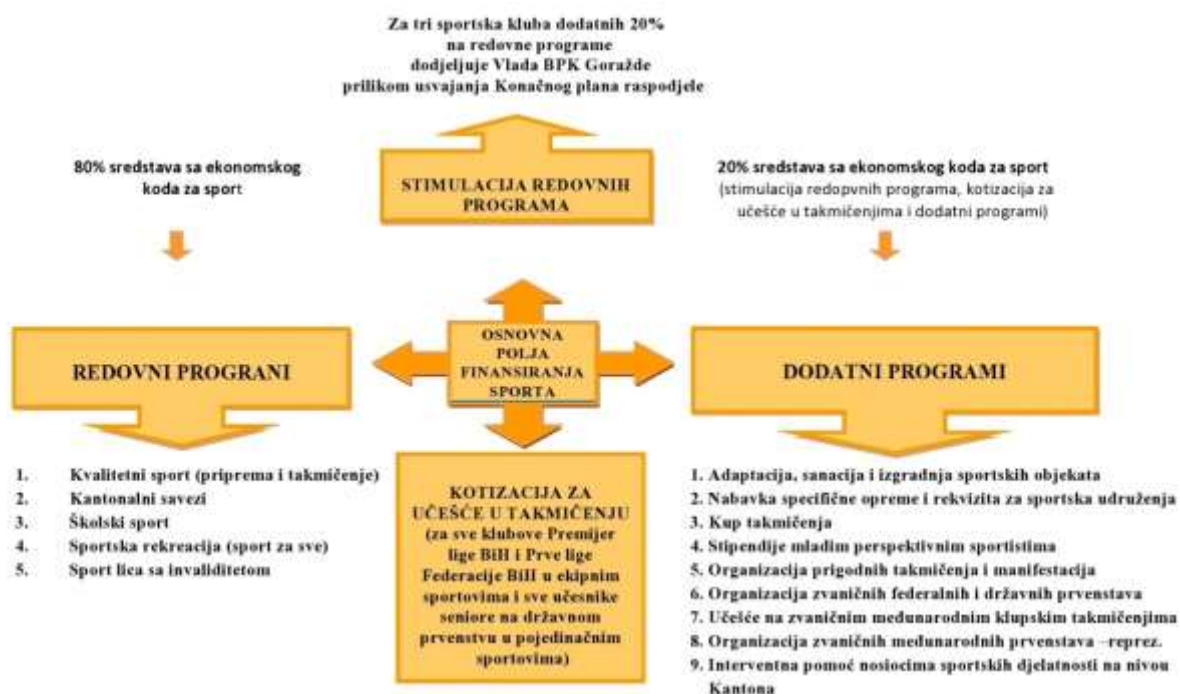 Za tri sportska kluba dodatnih 20%
na redovne programe
dodjeljuje Vlada BPK Goražde
prilikom usvajanja Konačnog plana raspodjele
80% sredstava sa ekonomskog
koda za sport
STIMULACIJA REDOVNIH
PROGRAMA
20% sredstava sa ekonomskog koda za sport
(stimulacija redopvnih programa, kotizacija za
učešće u takmičenjima i dodatni programi)
REDOVNI PROGRANI
OSNOVNA
POLJA
FINANSIRANJA
SPORTA
DODATNI PROGRAMI
1. Kvalitetni sport (priprema i takmičenje)
2. Kantonalni savezi
3. Školski sport
4. Sportska rekreacija (sport za sve)
5. Sport lica sa invaliditetom
KOTIZACIJA ZA
UČEŠĆE U TAKMIČENJU
(za sve klubove Premijer
lige BiH i Prve lige
Federacije BiH u ekipnim
sportovima i sve učesnike
seniore na državnom
prvenstvu u pojedinačnim
sportovima)
1. Adaptacija, sanacija i izgradnja sportskih objekata
2. Nabavka specifične opreme i rekvizita za sportska udruženja
3. Kup takmičenja
4. Stipendije mladim perspektivnim sportistima
5. Organizacija prigodnih takmičenja i manifestacija
6. Organizacija zvaničnih federalnih i državnih prvenstava
7. Učešće na zvaničnim međunarodnim klupskim takmičenjima
8. Organizacija zvaničnih međunarodnih prvenstava –reprez.
9. Interventna pomoć nosiocima sportskih djelatnosti na nivou
Kantona